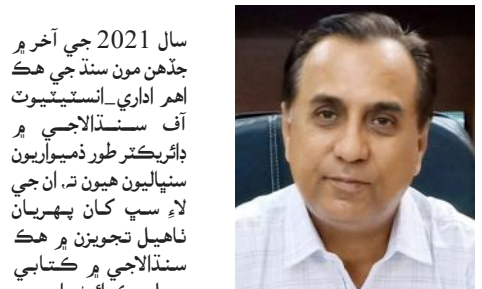 سال 2021 جي آخر ۾
جڏهن مون سنڌ جي هڪ
اهم اداري_انسٽيٽيوٽ
آف سنڌالاجي ۾
ڊائريڪٽر طور ذميواريون
سنڀاليون هيون تہ، ان جي
لاءِ سڀ کان پهريان
ٺاهيل تجويزن ۾ هڪ
سنڌالاجي ۾ ڪتابي